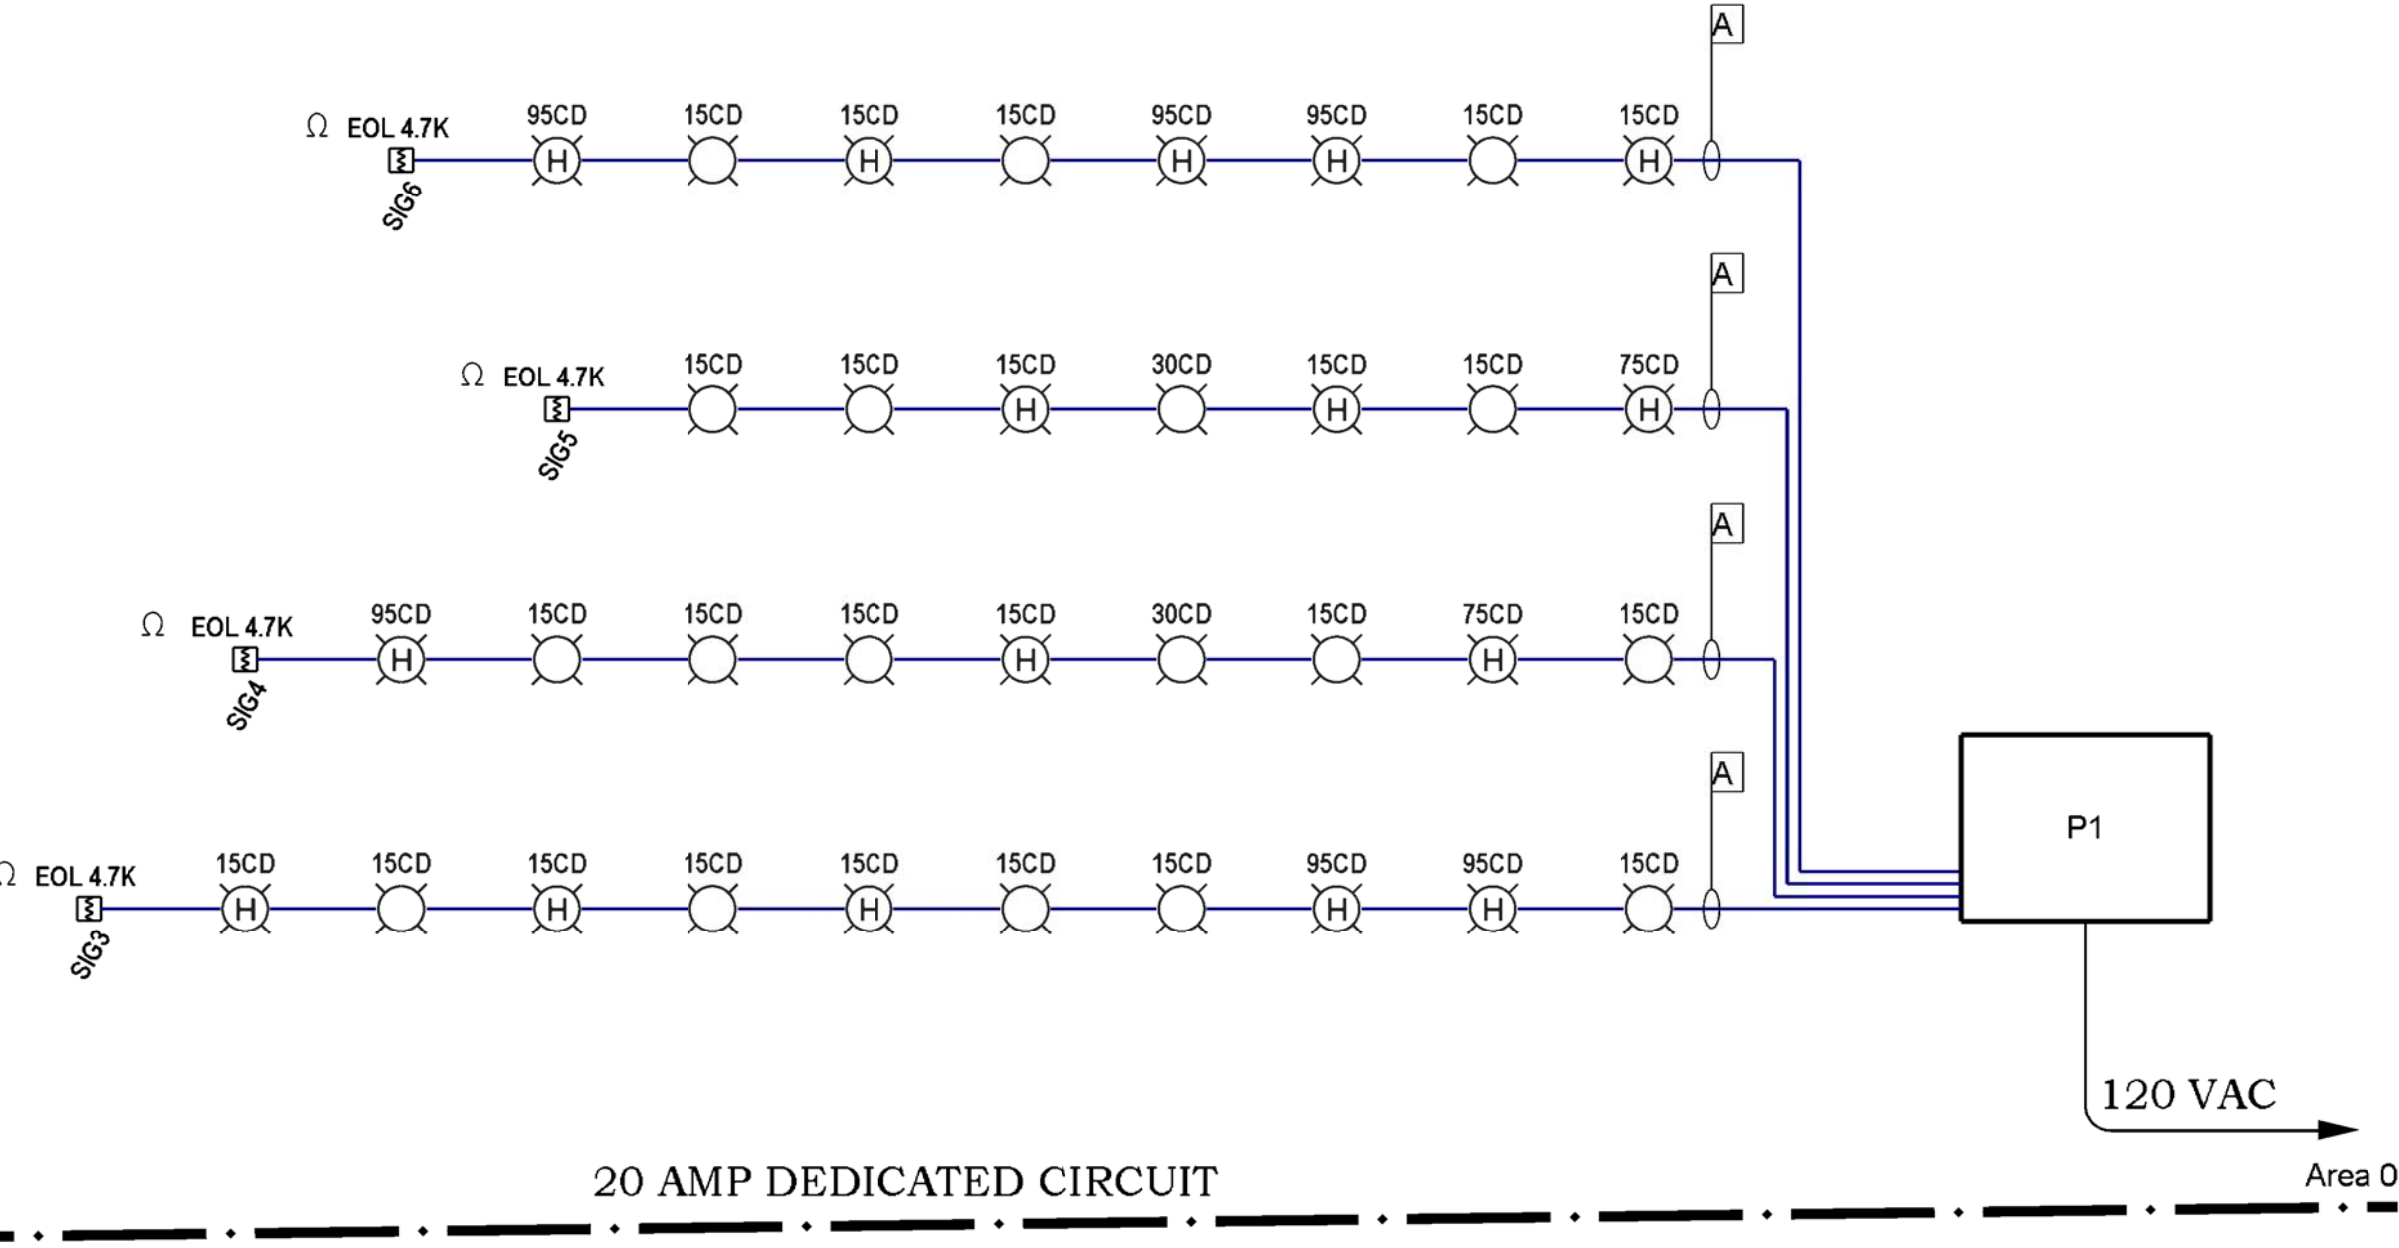 A
95CD 15CD 15CD 15CD 95CD 95CD 15CD 15CD
Ω EOL 4.7K
H H H H H
SIG6
A
15CD 15CD 15CD 30CD 15CD 15CD 75CD
Ω EOL 4.7K
H H H
SIG5
A
95CD 15CD 15CD 15CD 15CD 30CD 15CD 75CD 15CD
Ω EOL 4.7K
H H H
SIG4
A
15CD 15CD 15CD 15CD 15CD 15CD 15CD 95CD 95CD 15CD
Ω EOL 4.7K
H H H H H
SIG3
P1
120 VAC
20 AMP DEDICATED CIRCUIT
Area 0